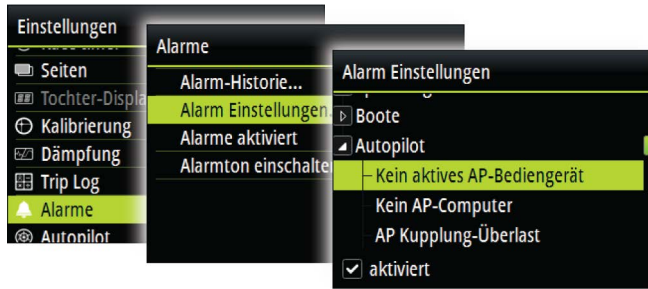 Einstellungen
Seiten
Tochter-Displa
Kalibrierung
Dämpfung
Trip Log
Alarme
Autopilot
Alarme
Alarm-Historie...
Alarm Einstellungen.
Alarme aktiviert
Alarmton einschalte
Alarm Einstellungen
Boote
Autopilot
Kein aktives AP-Bediengerät
Kein AP-Computer
AP Kupplung-Überlast
aktiviert